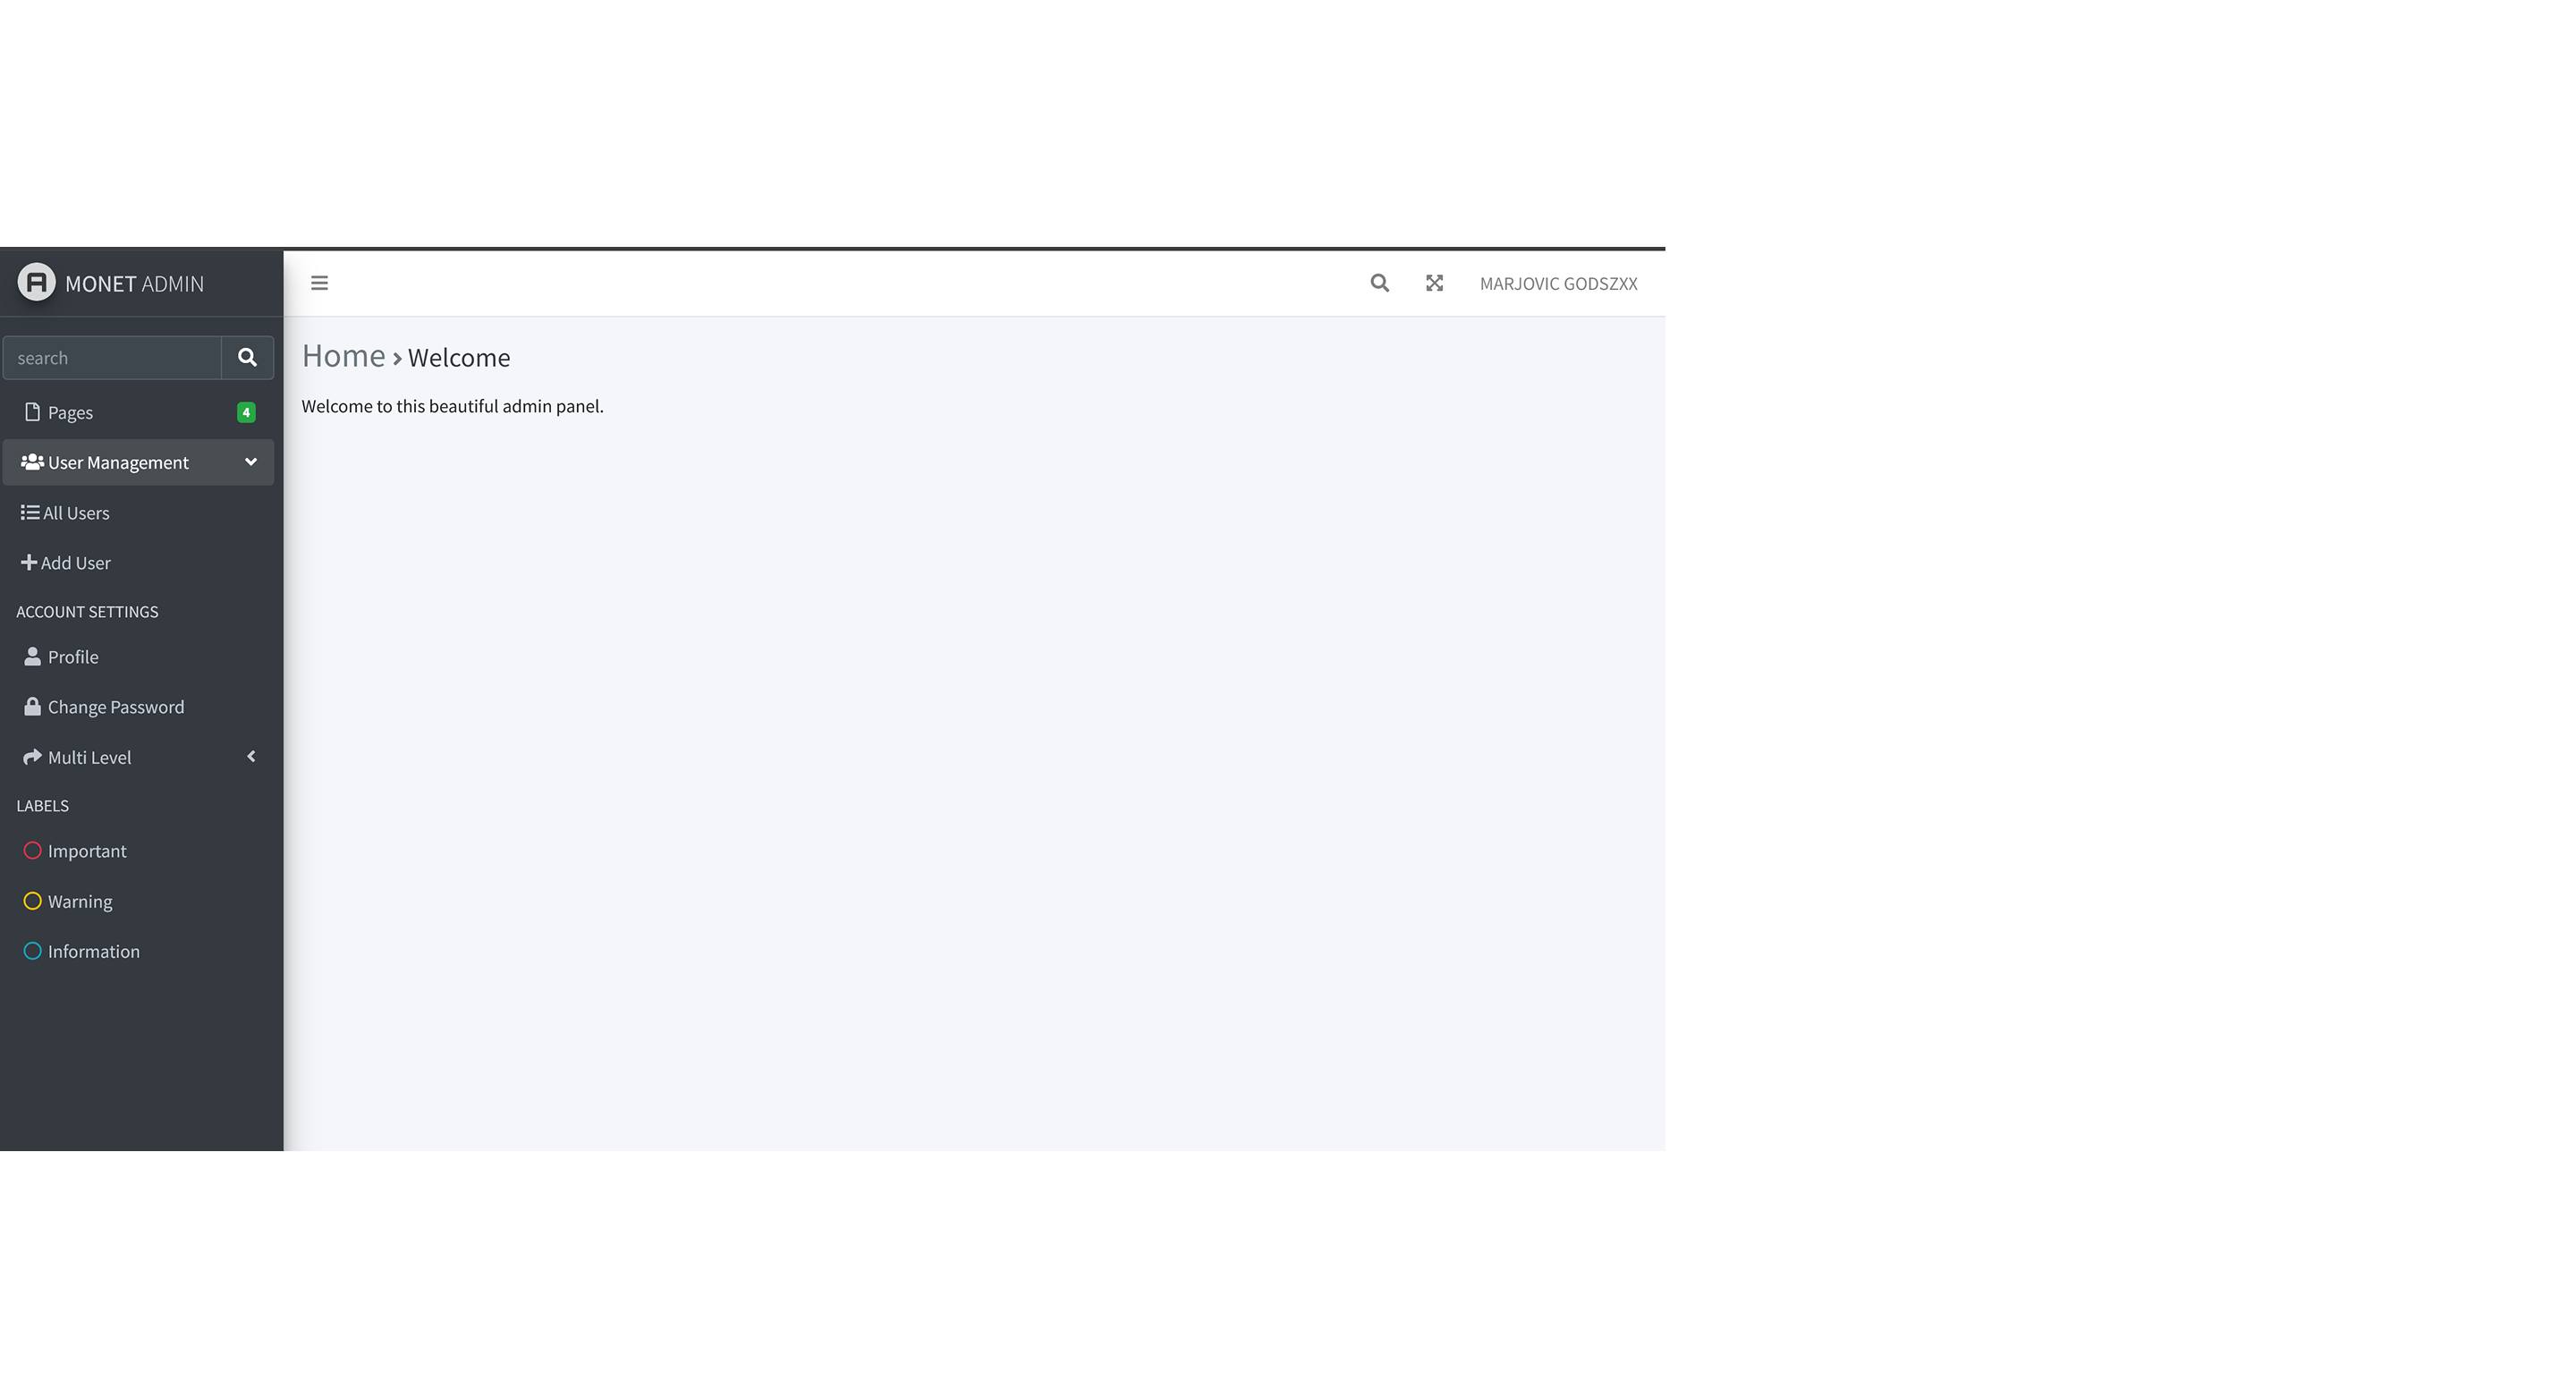 MONET ADMIN
MARJOVIC GODSZXX
search
Home > Welcome
Welcome to this beautiful admin panel.
Pages 4
User Management
All Users
Add User
ACCOUNT SETTINGS
Profile
Change Password
Multi Level
LABELS
Important
Warning
Information